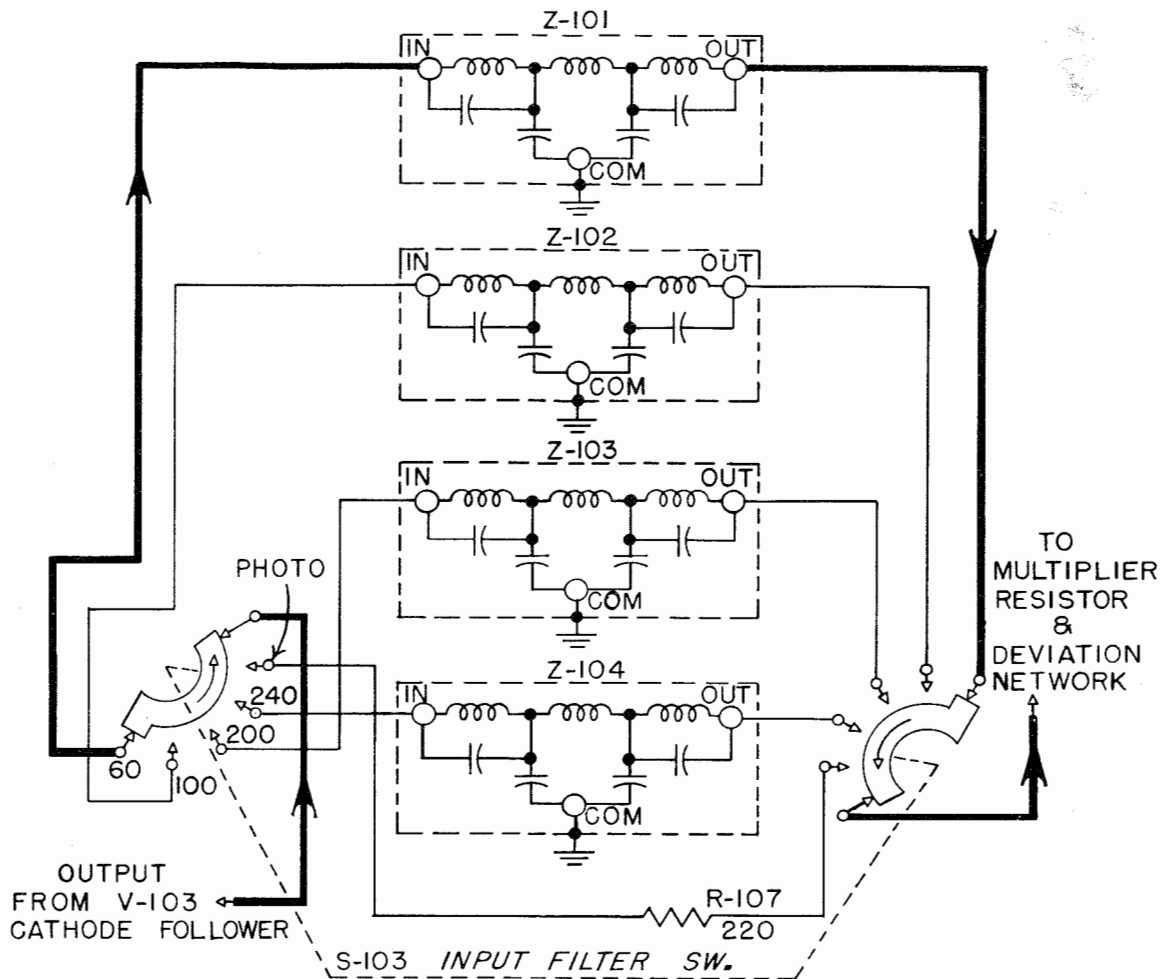 Z-101
IN
OUT
COM
Z-102
IN
OUT
COM
Z-103
IN
OUT
COM
PHOTO
TO
MULTIPLIER
RESISTOR
&
DEVIATION
NETWORK
Z-104
IN
OUT
COM
240
200
60
100
OUTPUT
FROM V-103
CATHODE FOLLOWER
R-107
220
S-103 INPUT FILTER SW.